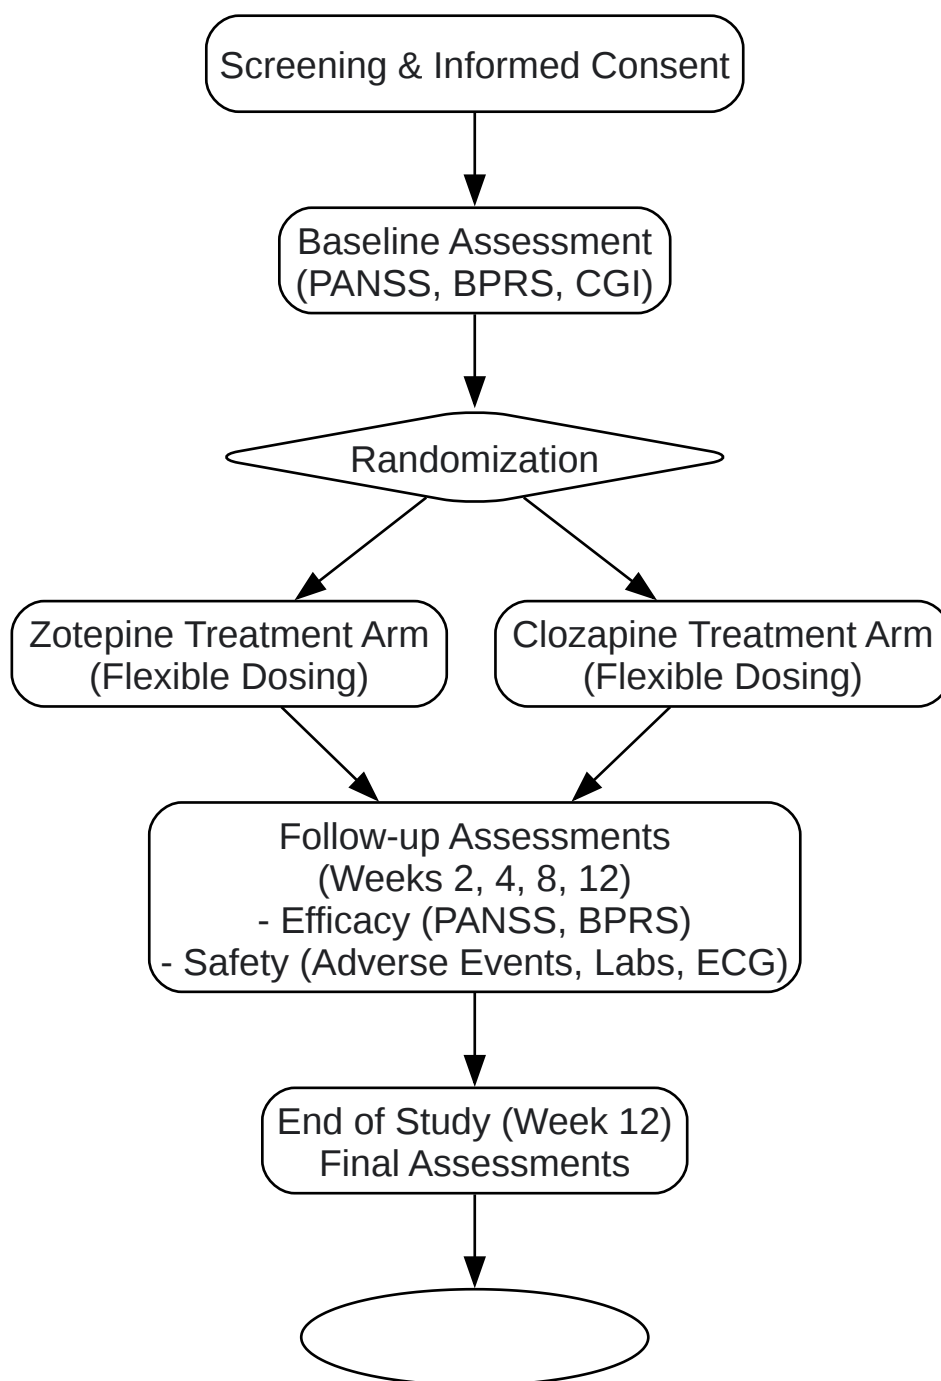 Screening & Informed Consent
Baseline Assessment
(PANSS, BPRS, CGI)
Randomization
Zotepine Treatment Arm
(Flexible Dosing)
Clozapine Treatment Arm
(Flexible Dosing)
Follow-up Assessments
(Weeks 2, 4, 8, 12)
- Efficacy (PANSS, BPRS)
- Safety (Adverse Events, Labs, ECG)
End of Study (Week 12)
Final Assessments